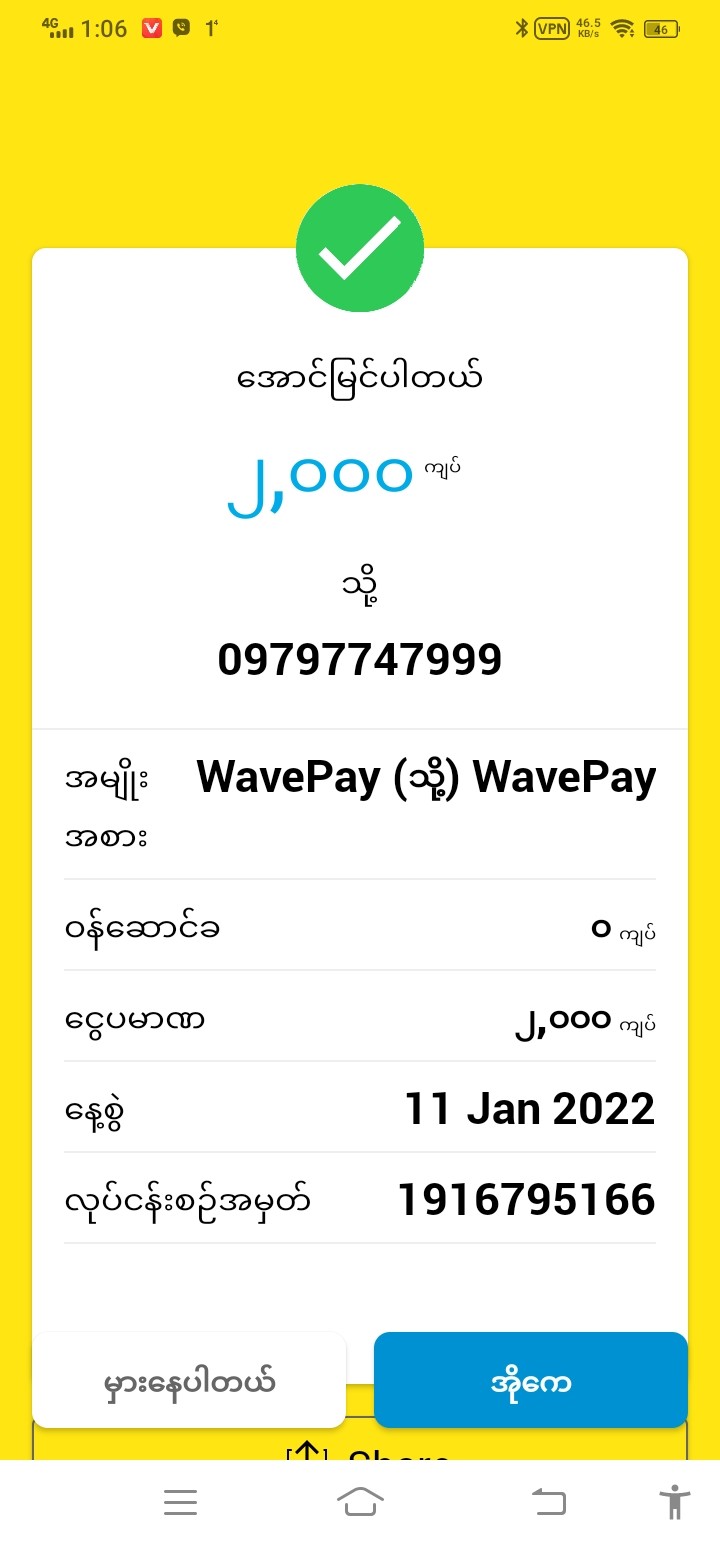 4G 1:06 VPN 46.5 KB/s 46
အောင်မြင်ပါတယ်
၂,၀၀၀ ကျပ်
သို့
09797747999
အမျိုး WavePay (သို့) WavePay
အစား
ဝန်ဆောင်ခ ၀ ကျပ်
ငွေပမာဏ ၂,၀၀၀ ကျပ်
နေ့စွဲ 11 Jan 2022
လုပ်ငန်းစဉ်အမှတ် 1916795166
မှားနေပါတယ် အိုကေ
Share